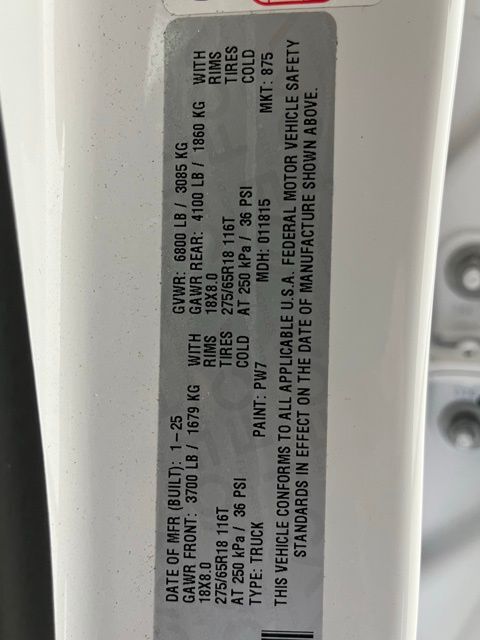 DATE OF MFR (BUILT): 1-25 GVWR: 6800 LB / 3085 KG
GAWR FRONT: 3700 LB / 1679 KG WITH GAWR REAR: 4100 LB / 1860 KG WITH
18X8.0 RIMS 18X8.0 RIMS
275/65R18 116T TIRES 275/65R18 116T TIRES
AT 250 kPa / 36 PSI COLD AT 250 kPa / 36 PSI COLD
TYPE: TRUCK PAINT: PW7 MDH: 011815 MKT: 875
THIS VEHICLE CONFORMS TO ALL APPLICABLE U.S.A. FEDERAL MOTOR VEHICLE SAFETY
STANDARDS IN EFFECT ON THE DATE OF MANUFACTURE SHOWN ABOVE.